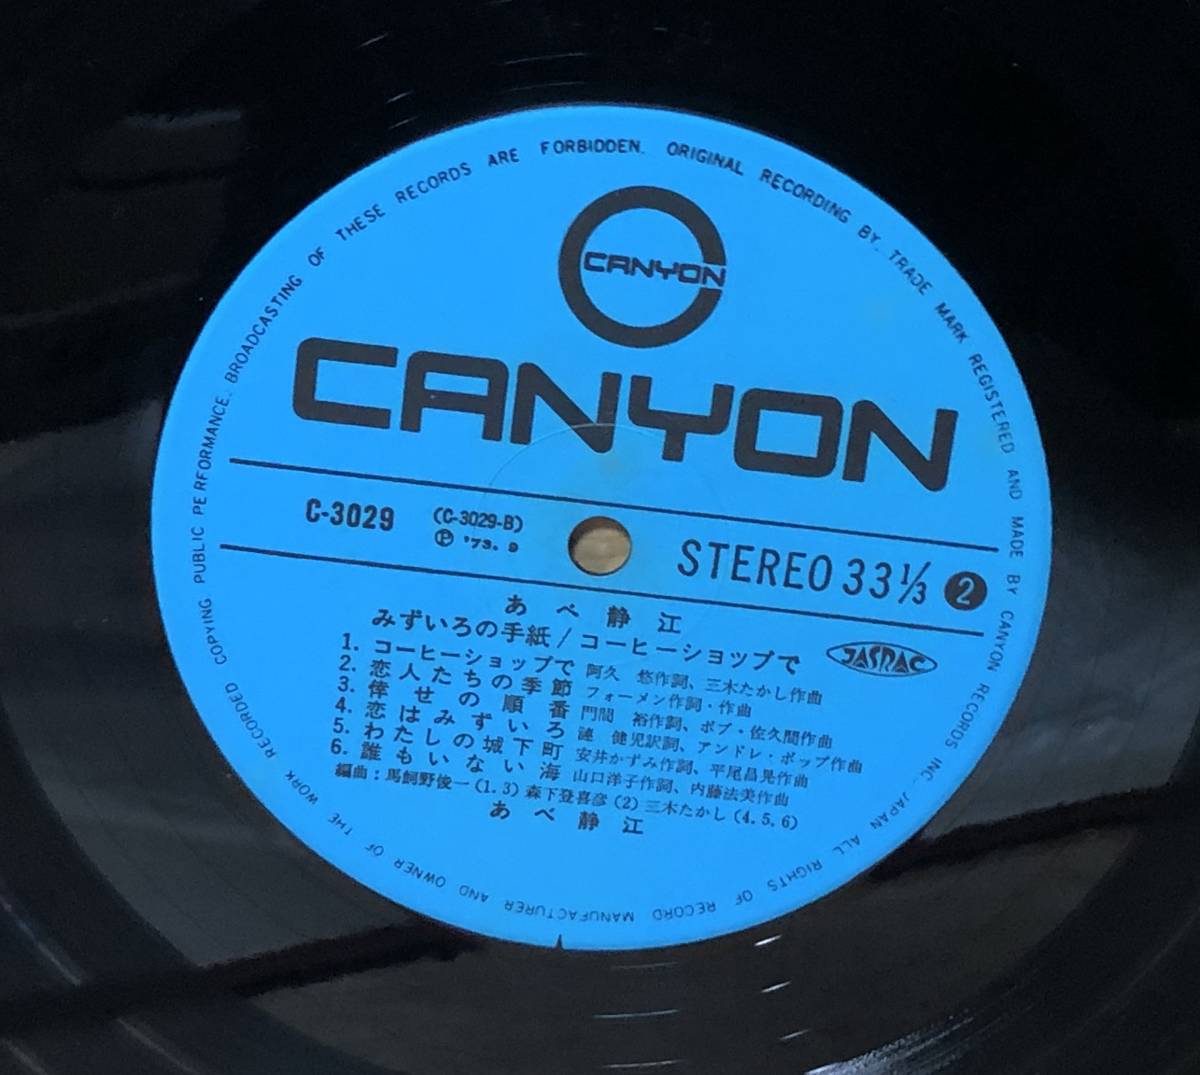 COPYING PUBLIC PERFORMANCE. BROADCASTING OF THESE RECORDS ARE FORBIDDEN. ORIGINAL RECORDING BY. TRADE MARK REGISTERED AND MADE BY CANYON RECORDS INC. JAPAN ALL RIGHTS OF RECORD MANUFACTURER AND OWNER OF THE WORK RECORDED
CANYON
CANYON
C-3029
(C-3029-B)
Ⓟ '73. 9
STEREO 33⅓ 2
あべ静江
みずいろの手紙/コーヒーショップで
JASRAC
1. コーヒーショップで 阿久 悠作詞、三木たかし作曲
2. 恋人たちの季節 フォーメン作詞・作曲
3. 倖せの順番 門間 裕作詞、ボブ・佐久間作曲
4. 恋はみずいろ 漣 健児訳詞、アンドレ・ポップ作曲
5. わたしの城下町 安井かずみ作詞、平尾昌晃作曲
6. 誰もいない海 山口洋子作詞、内藤法美作曲
編曲:馬飼野俊一(1.3) 森下登喜彦(2) 三木たかし(4.5.6)
あべ静江